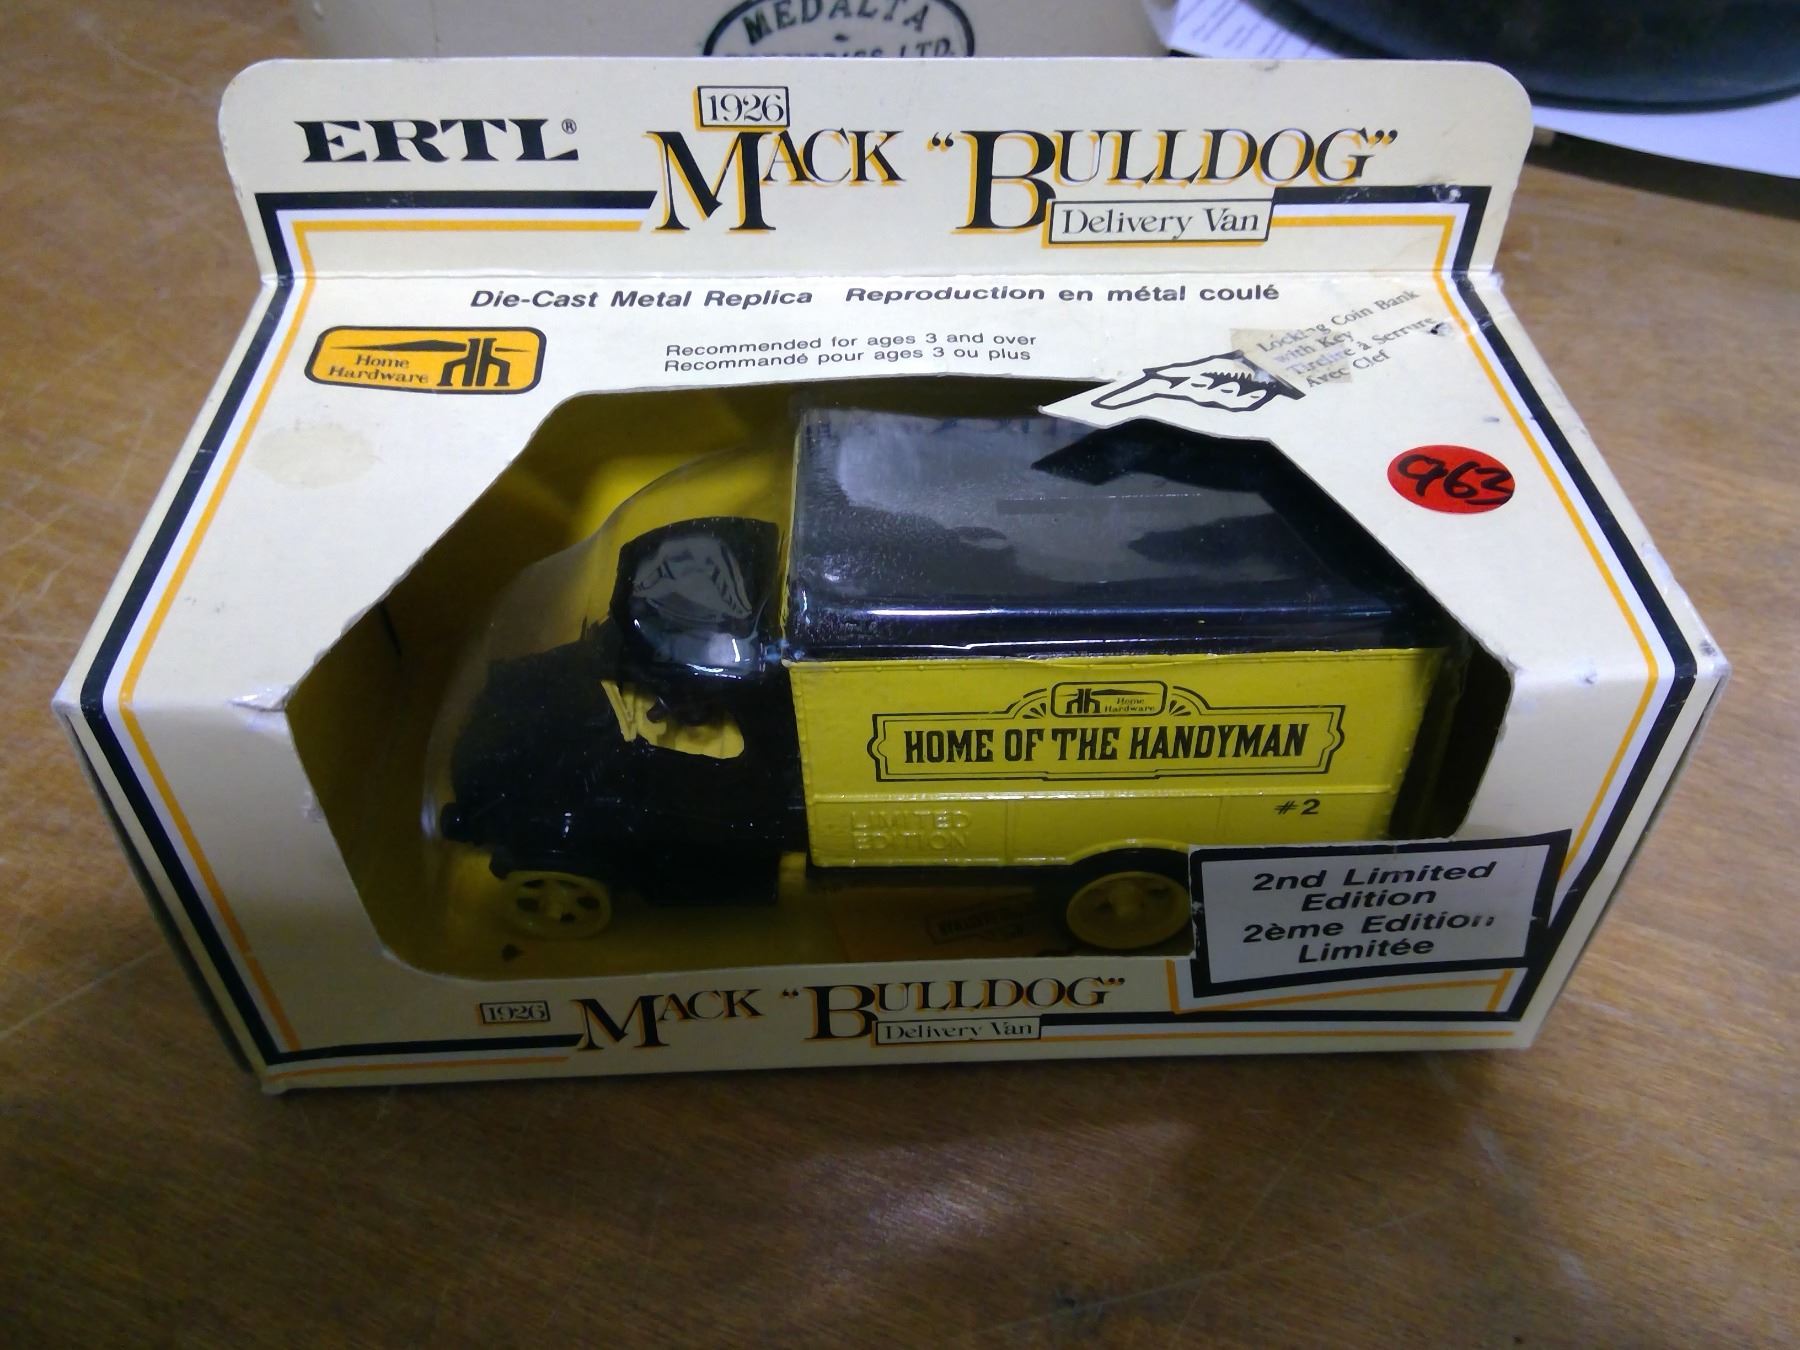 MEDALTA
LTD.
ERTL®
1926
MACK "BULLDOG"
Delivery Van
Die-Cast Metal Replica Reproduction en métal coulé
Home
Hardware
Recommended for ages 3 and over
Recommandé pour ages 3 ou plus
Locking Coin Bank
with Key
Tirelire à Serrure
Avec Clef
963
Home
Hardware
HOME OF THE HANDYMAN
LIMITED
EDITION
#2
2nd Limited
Edition
2ème Edition
Limitée
1926
MACK "BULLDOG"
Delivery Van